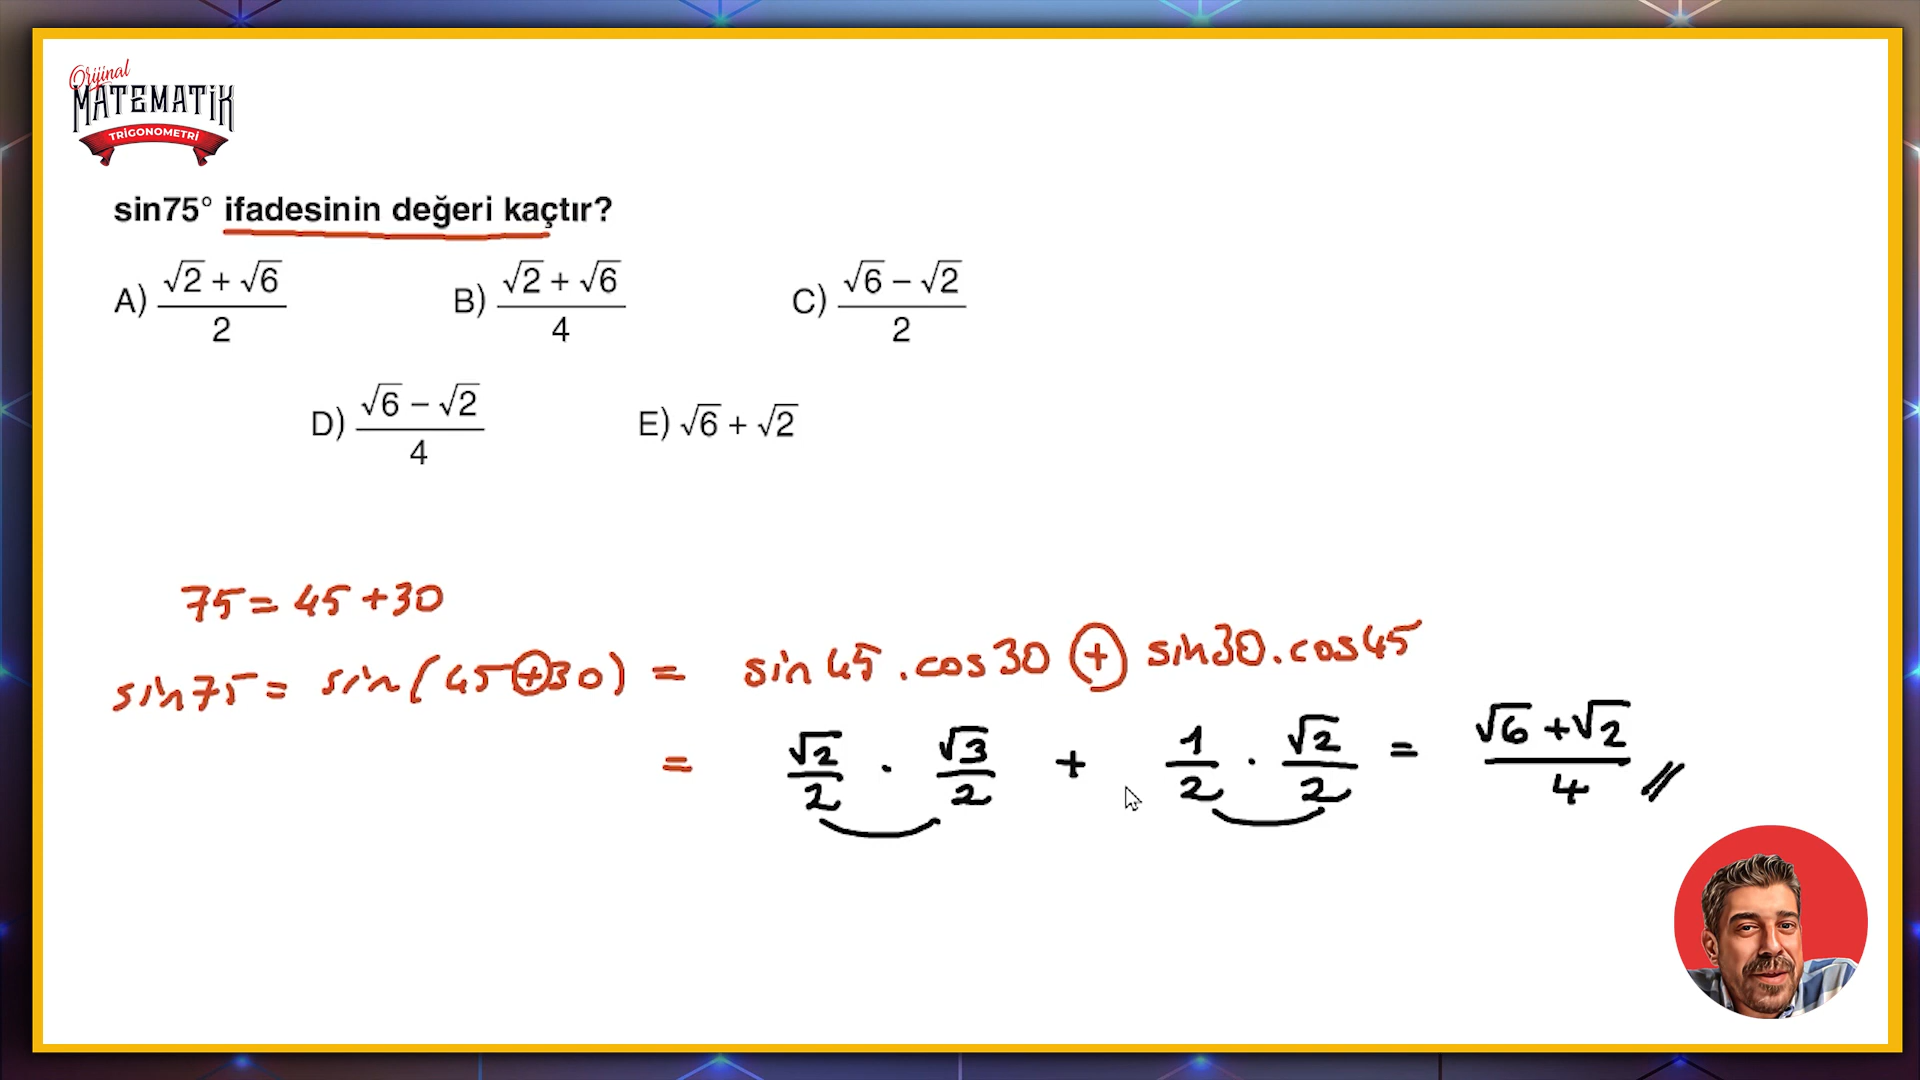 Orijinal
MATEMATİK
TRİGONOMETRİ
sin75° ifadesinin değeri kaçtır?
A) (√2 + √6)/2 B) (√2 + √6)/4 C) (√6 − √2)/2
D) (√6 − √2)/4 E) √6 + √2
75 = 45 + 30
sin75 = sin(45 + 30) = sin45 . cos30 + sin30 . cos45
= √2/2 . √3/2 + 1/2 . √2/2 = (√6 + √2)/4 //